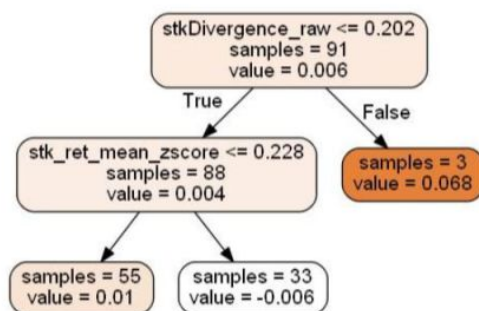 stkDivergence_raw <= 0.202
samples = 91
value = 0.006
True
False
stk_ret_mean_zscore <= 0.228
samples = 88
value = 0.004
samples = 3
value = 0.068
samples = 55
value = 0.01
samples = 33
value = -0.006